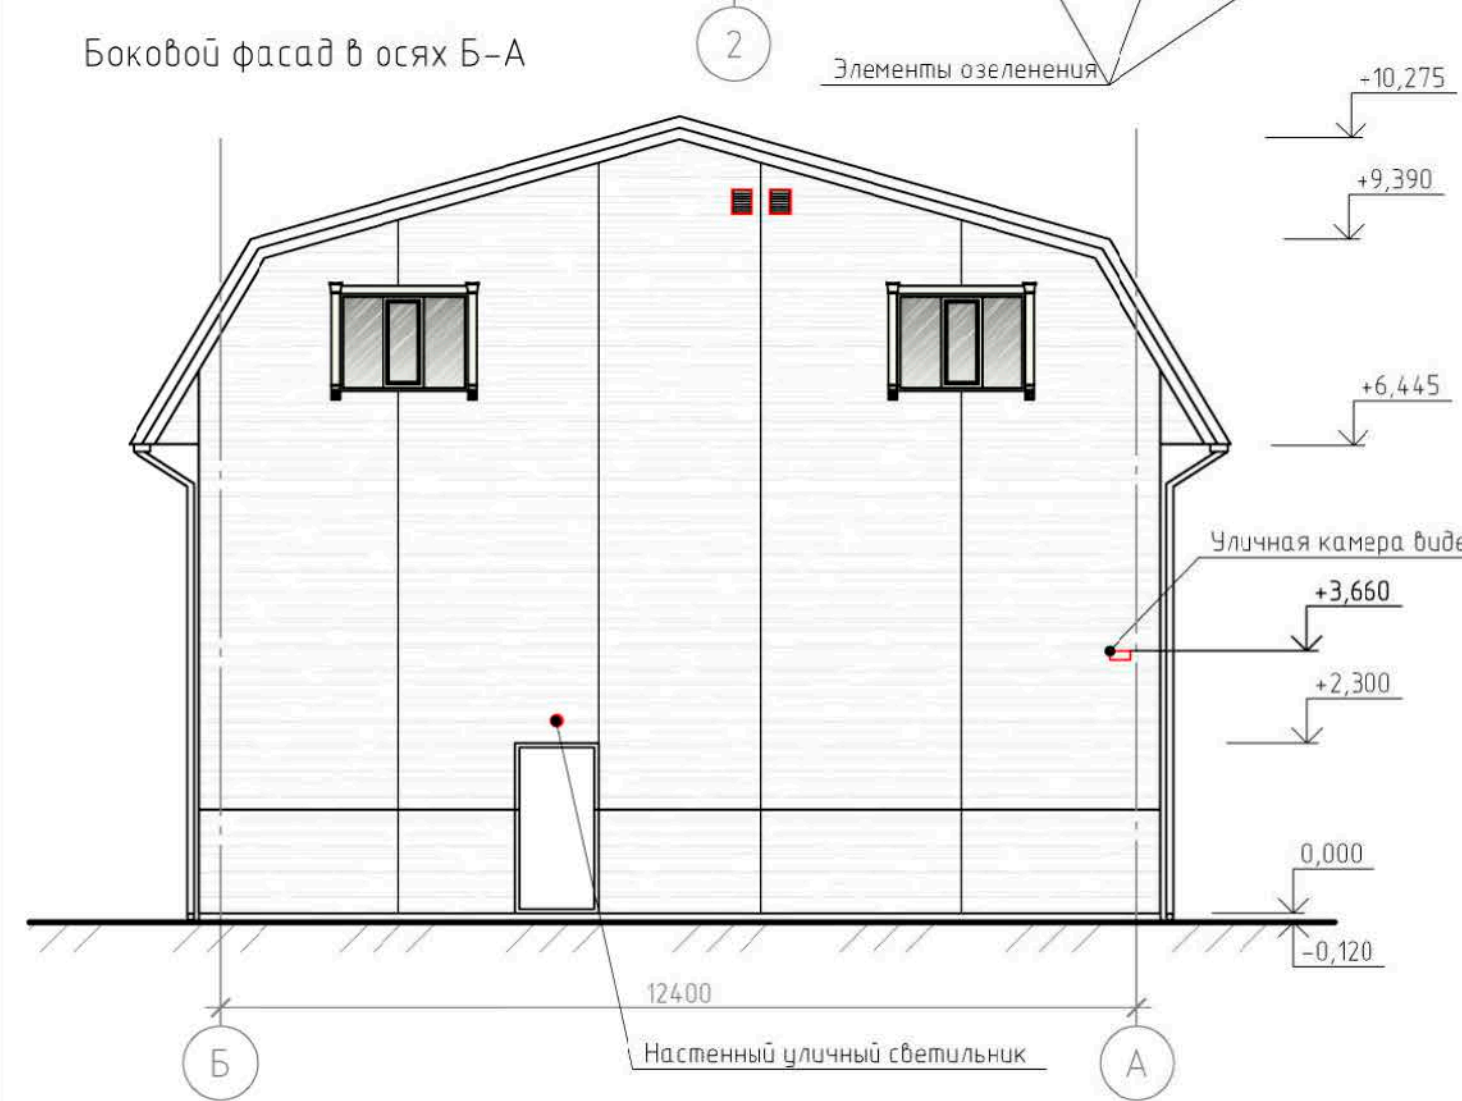 2
Боковой фасад в осях Б-А
Элементы озеленения
+10,275
+9,390
+6,445
Уличная камера виде
+3,660
+2,300
0,000
-0,120
12400
Настенный уличный светильник
Б
А